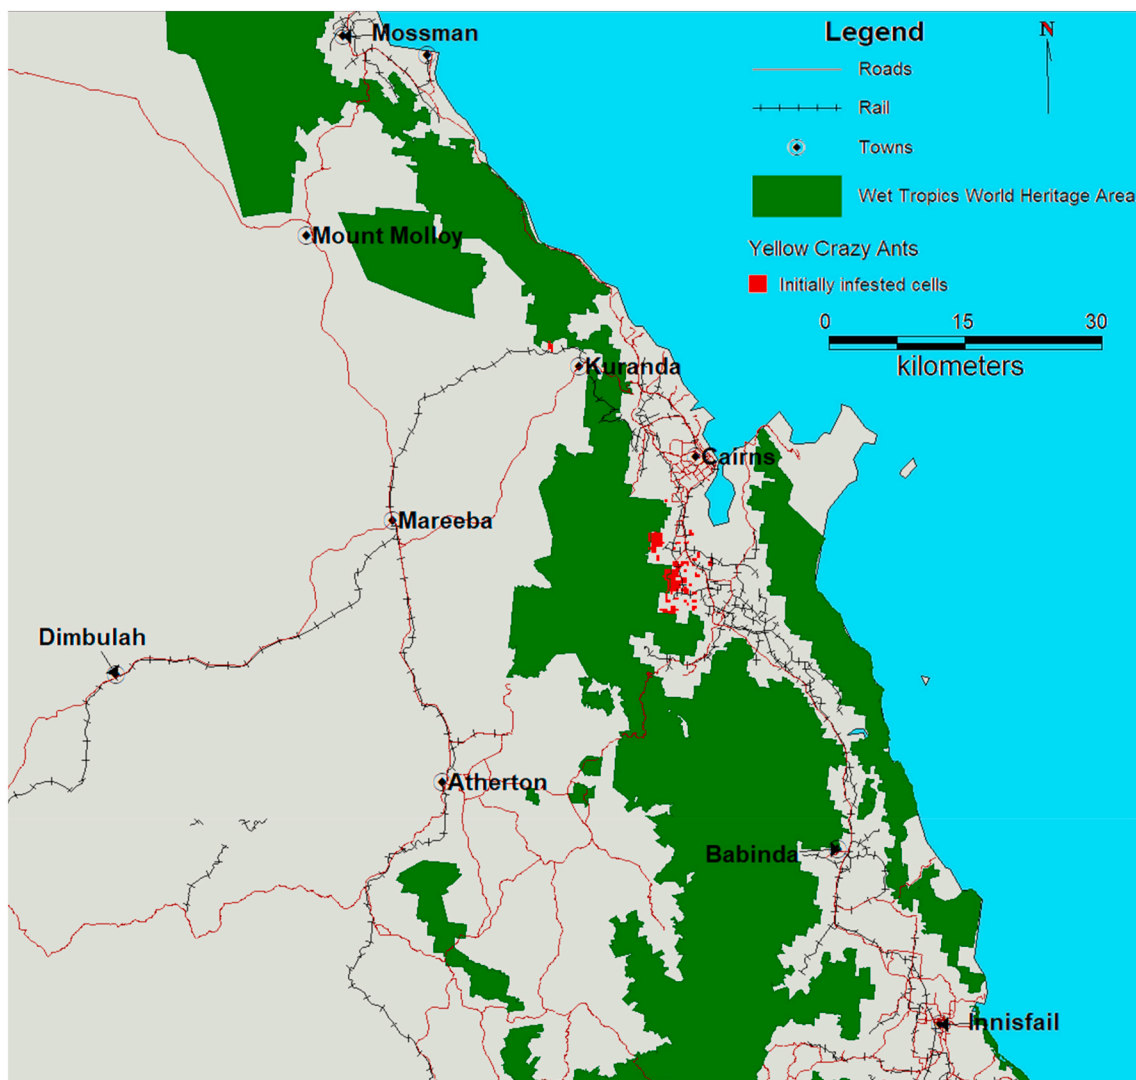 Mossman
Legend
N
Roads
Rail
Towns
Wet Tropics World Heritage Area
Mount Molloy
Yellow Crazy Ants
Initially infested cells
0 15 30
kilometers
Kuranda
Cairns
Mareeba
Dimbulah
Atherton
Babinda
Innisfail